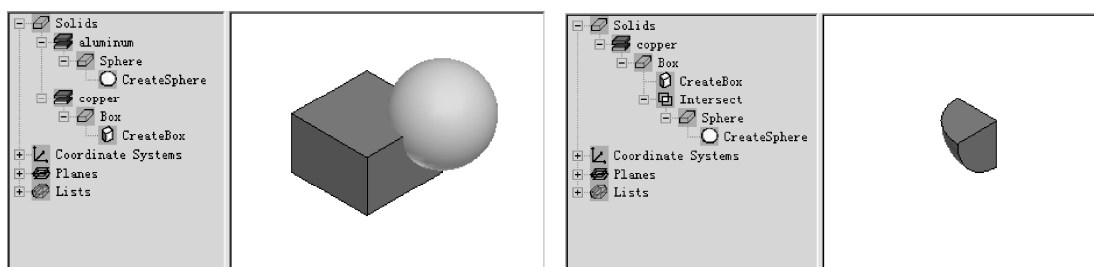 Solids
aluminum
Sphere
CreateSphere
copper
Box
CreateBox
Coordinate Systems
Planes
Lists
Solids
copper
Box
CreateBox
Intersect
Sphere
CreateSphere
Coordinate Systems
Planes
Lists